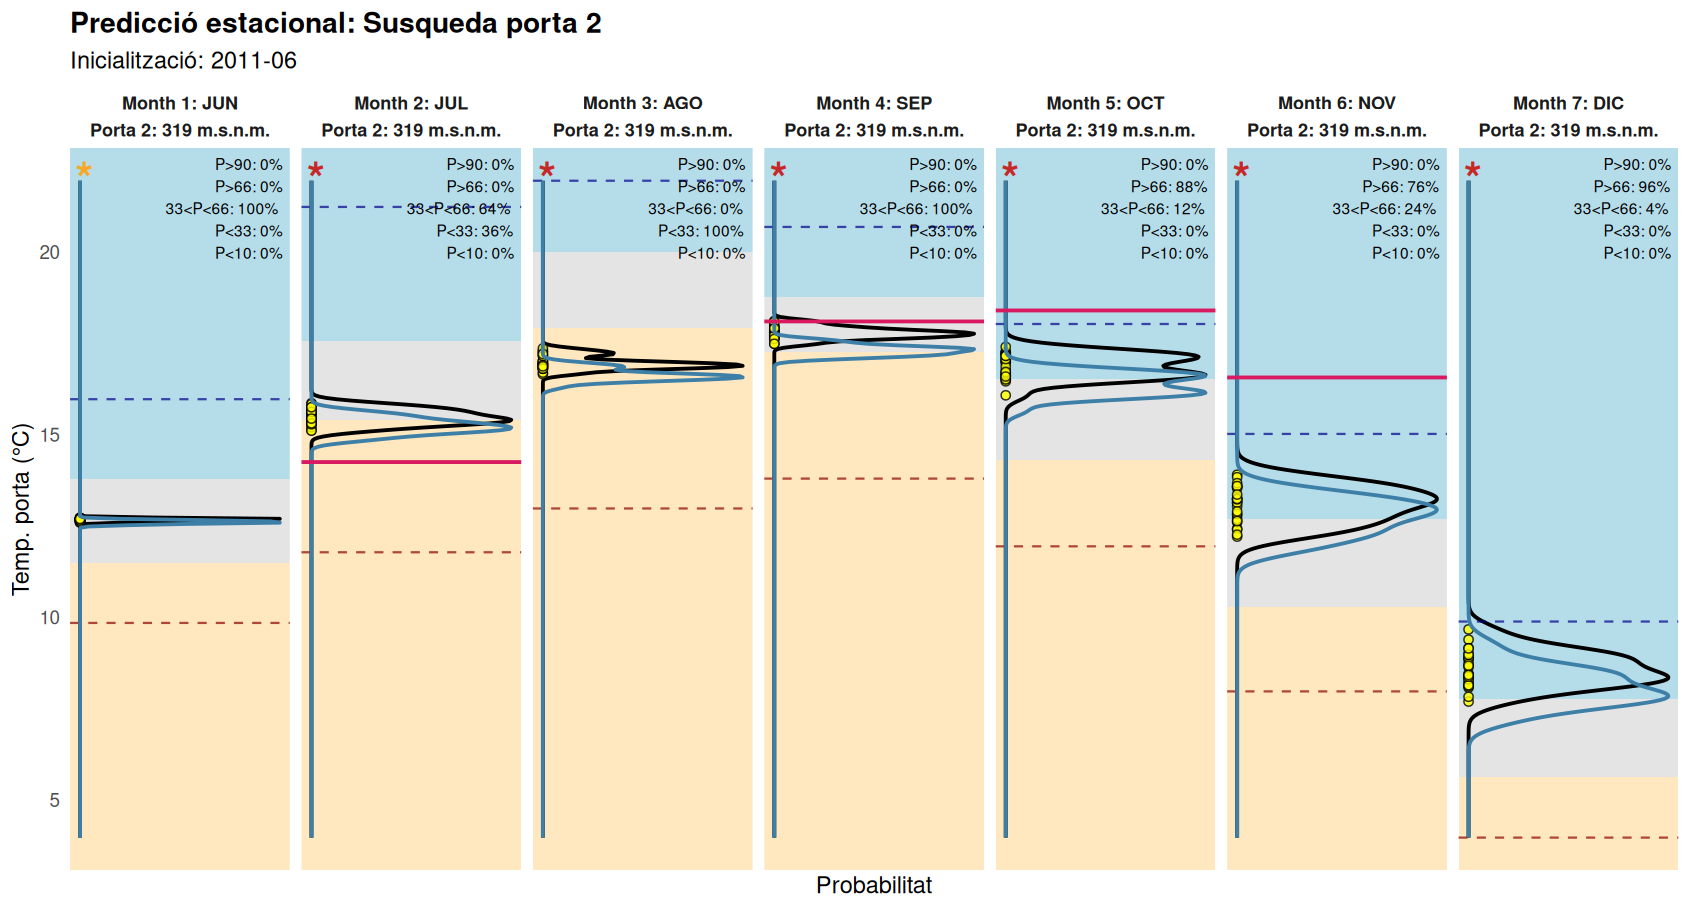 Predicció estacional: Susqueda porta 2
Inicialització: 2011-06
Month 1: JUN
Porta 2: 319 m.s.n.m.
Month 2: JUL
Porta 2: 319 m.s.n.m.
Month 3: AGO
Porta 2: 319 m.s.n.m.
Month 4: SEP
Porta 2: 319 m.s.n.m.
Month 5: OCT
Porta 2: 319 m.s.n.m.
Month 6: NOV
Porta 2: 319 m.s.n.m.
Month 7: DIC
Porta 2: 319 m.s.n.m.
*
P>90: 0%
P>66: 0%
33<P<66: 100%
P<33: 0%
P<10: 0%
*
P>90: 0%
P>66: 0%
33<P<66: 64%
P<33: 36%
P<10: 0%
*
P>90: 0%
P>66: 0%
33<P<66: 0%
P<33: 100%
P<10: 0%
*
P>90: 0%
P>66: 0%
33<P<66: 100%
P<33: 0%
P<10: 0%
*
P>90: 0%
P>66: 88%
33<P<66: 12%
P<33: 0%
P<10: 0%
*
P>90: 0%
P>66: 76%
33<P<66: 24%
P<33: 0%
P<10: 0%
*
P>90: 0%
P>66: 96%
33<P<66: 4%
P<33: 0%
P<10: 0%
20
15
10
5
Temp. porta (°C)
Probabilitat